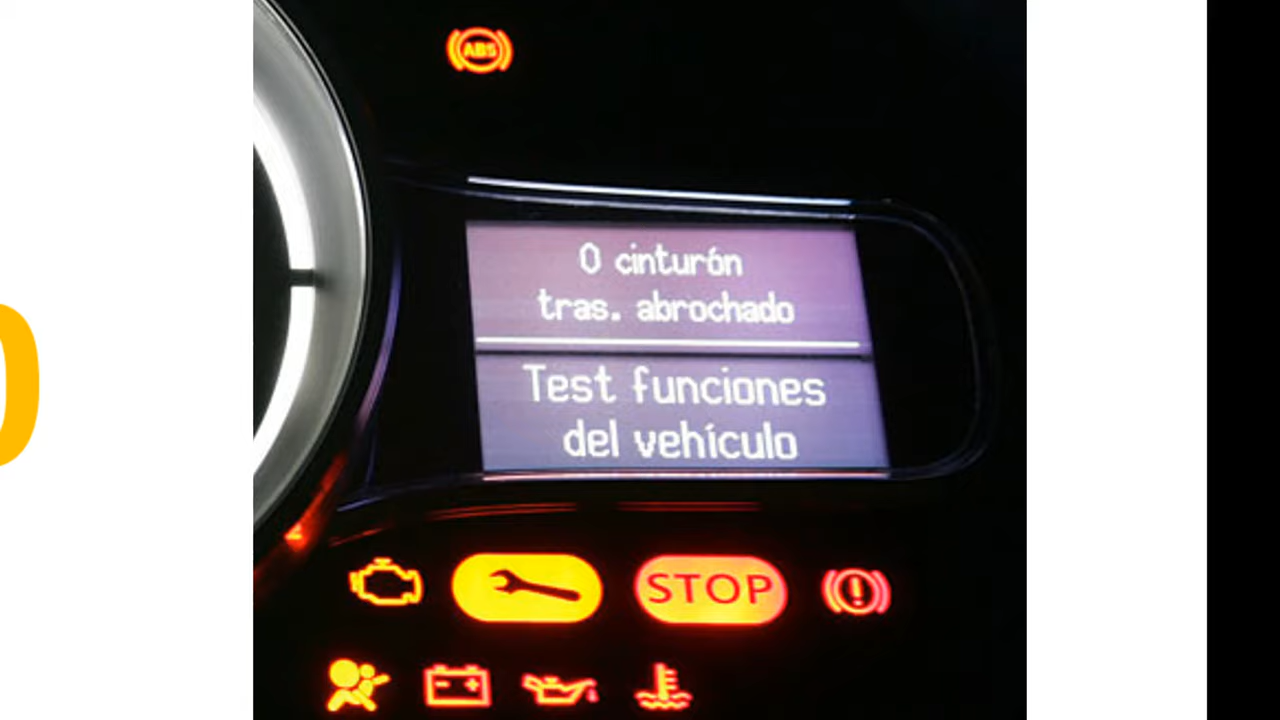 ABS
0 cinturón
tras. abrochado
Test funciones
del vehículo
STOP